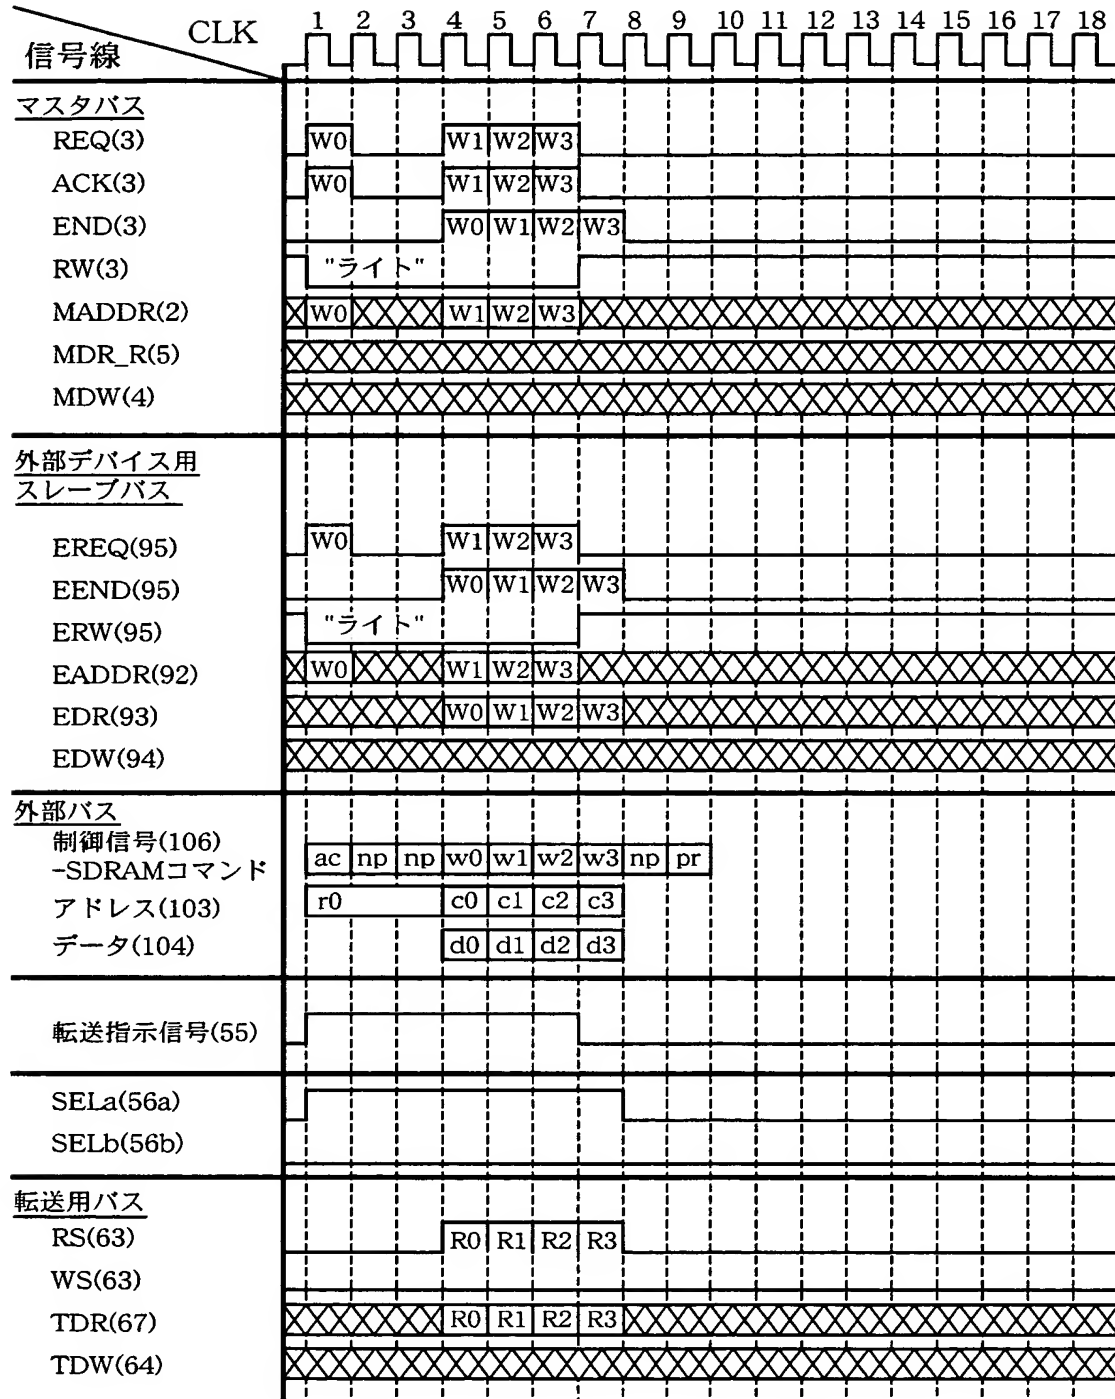 CLK 1 2 3 4 5 6 7 8 9 10 11 12 13 14 15 16 17 18
信号線
マスタバス
REQ(3) W0 W1 W2 W3
ACK(3) W0 W1 W2 W3
END(3) W0 W1 W2 W3
RW(3) "ライト"
MADDR(2) W0 W1 W2 W3
MDR_R(5)
MDW(4)
外部デバイス用
スレーブバス
EREQ(95) W0 W1 W2 W3
EEND(95) W0 W1 W2 W3
ERW(95) "ライト"
EADDR(92) W0 W1 W2 W3
EDR(93) W0 W1 W2 W3
EDW(94)
外部バス
制御信号(106)
-SDRAMコマンド ac np np w0 w1 w2 w3 np pr
アドレス(103) r0 c0 c1 c2 c3
データ(104) d0 d1 d2 d3
転送指示信号(55)
SELa(56a)
SELb(56b)
転送用バス
RS(63) R0 R1 R2 R3
WS(63)
TDR(67) R0 R1 R2 R3
TDW(64)